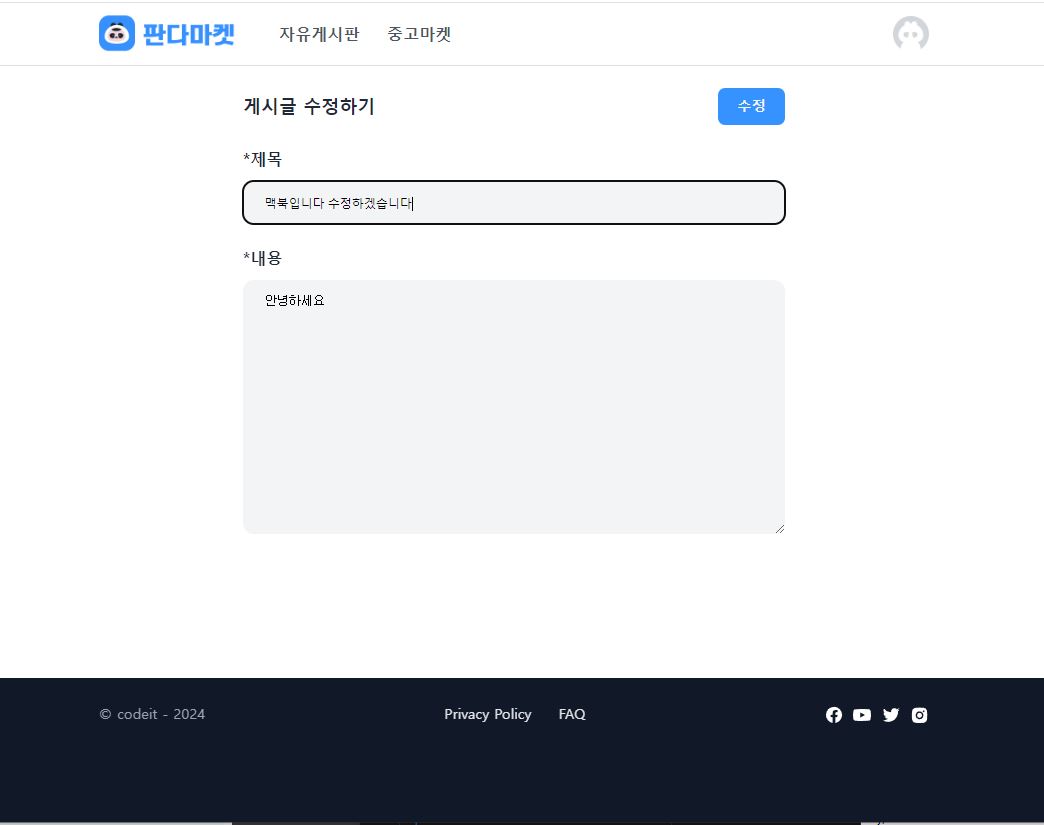 판다마켓 자유게시판 중고마켓
게시글 수정하기 수정
*제목
맥북입니다 수정하겠습니다
*내용
안녕하세요
© codeit - 2024 Privacy Policy FAQ